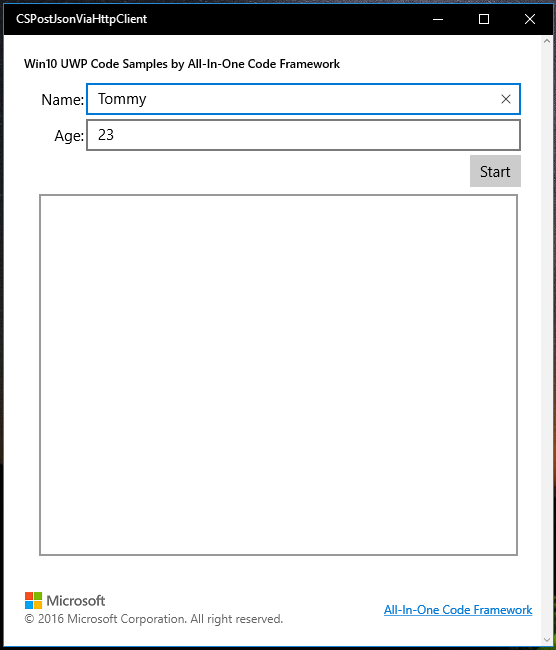 CSPostJsonViaHttpClient
Win10 UWP Code Samples by All-In-One Code Framework
Name: Tommy
Age: 23
Start
Microsoft
© 2016 Microsoft Corporation. All right reserved.
All-In-One Code Framework